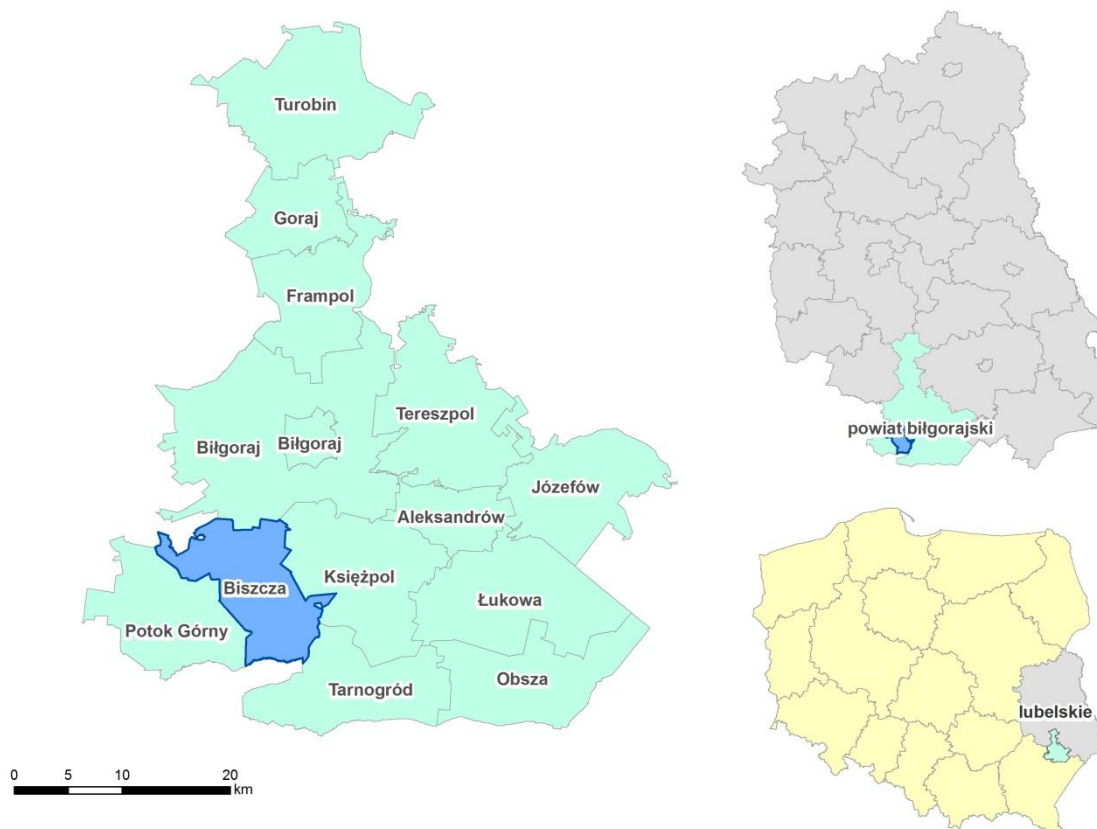 Turobin
Goraj
Frampol
Tereszpol
Biłgoraj
Biłgoraj
Józefów
Aleksandrów
Księżpol
Biszcza
Łukowa
Potok Górny
Obsza
Tarnogród
0 5 10 20
km
powiat biłgorajski
lubelskie